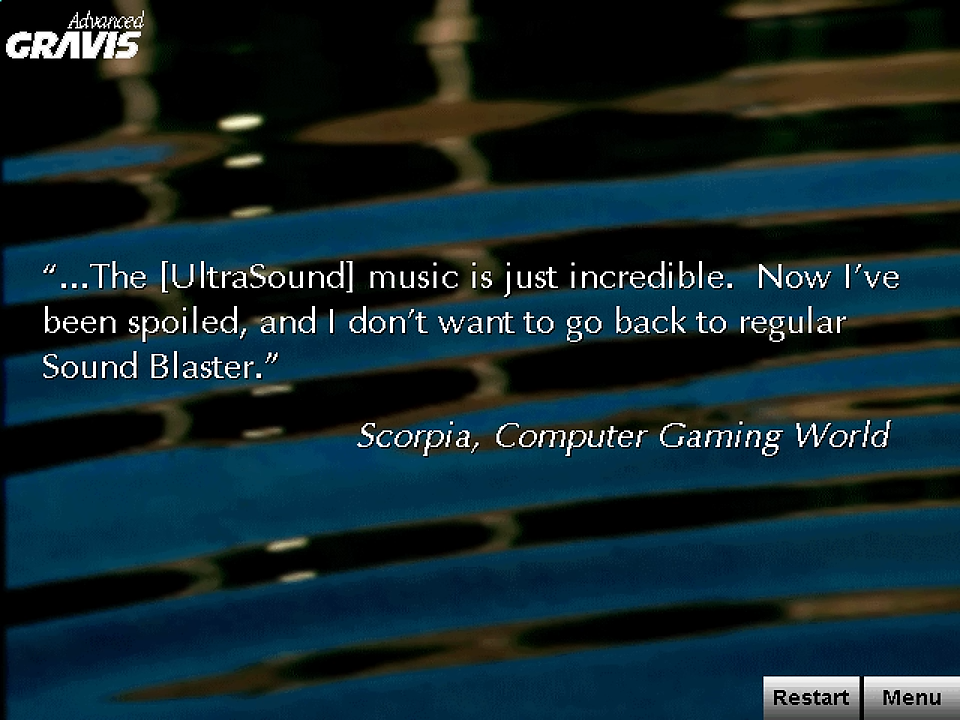 Advanced
GRAVIS
“...The [UltraSound] music is just incredible.  Now I’ve
been spoiled, and I don’t want to go back to regular
Sound Blaster.”
Scorpia, Computer Gaming World
Restart Menu